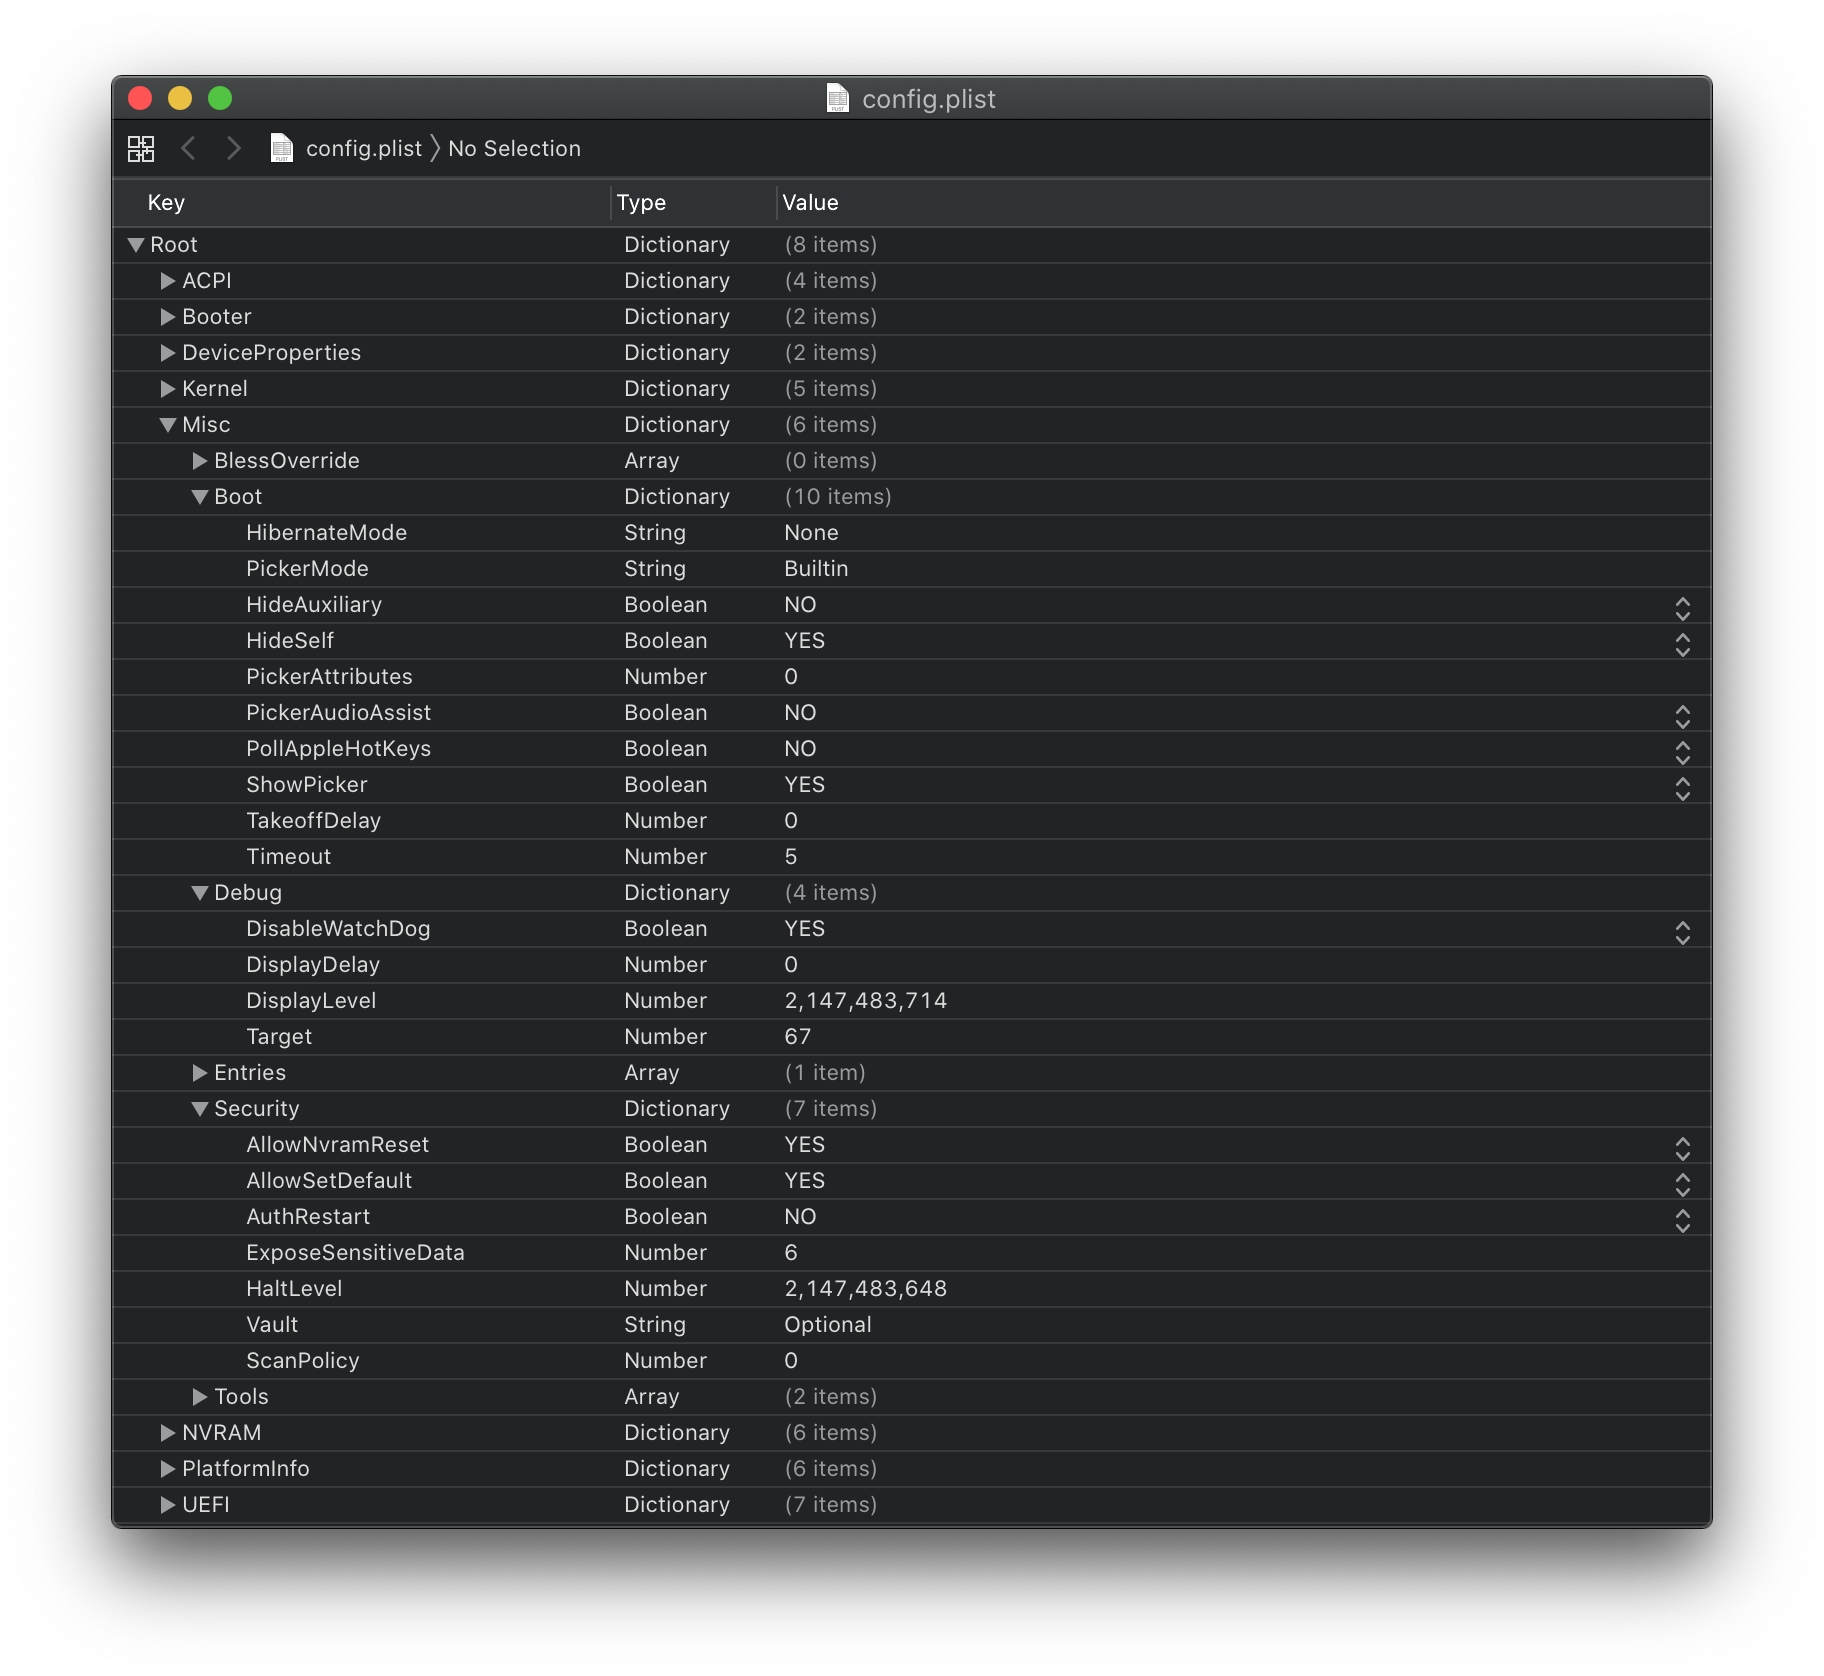 config.plist
config.plist 〉 No Selection
Key Type Value
Root Dictionary (8 items)
ACPI Dictionary (4 items)
Booter Dictionary (2 items)
DeviceProperties Dictionary (2 items)
Kernel Dictionary (5 items)
Misc Dictionary (6 items)
BlessOverride Array (0 items)
Boot Dictionary (10 items)
HibernateMode String None
PickerMode String Builtin
HideAuxiliary Boolean NO
HideSelf Boolean YES
PickerAttributes Number 0
PickerAudioAssist Boolean NO
PollAppleHotKeys Boolean NO
ShowPicker Boolean YES
TakeoffDelay Number 0
Timeout Number 5
Debug Dictionary (4 items)
DisableWatchDog Boolean YES
DisplayDelay Number 0
DisplayLevel Number 2,147,483,714
Target Number 67
Entries Array (1 item)
Security Dictionary (7 items)
AllowNvramReset Boolean YES
AllowSetDefault Boolean YES
AuthRestart Boolean NO
ExposeSensitiveData Number 6
HaltLevel Number 2,147,483,648
Vault String Optional
ScanPolicy Number 0
Tools Array (2 items)
NVRAM Dictionary (6 items)
PlatformInfo Dictionary (6 items)
UEFI Dictionary (7 items)